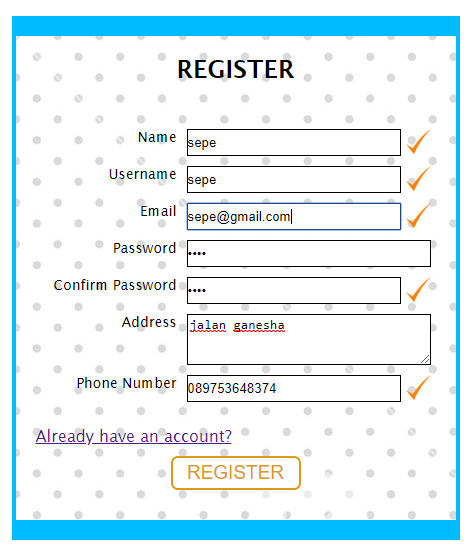 REGISTER
Name sepe
Username sepe
Email sepe@gmail.com
Password ••••
Confirm Password ••••
Address jalan ganesha
Phone Number 089753648374
Already have an account?
REGISTER